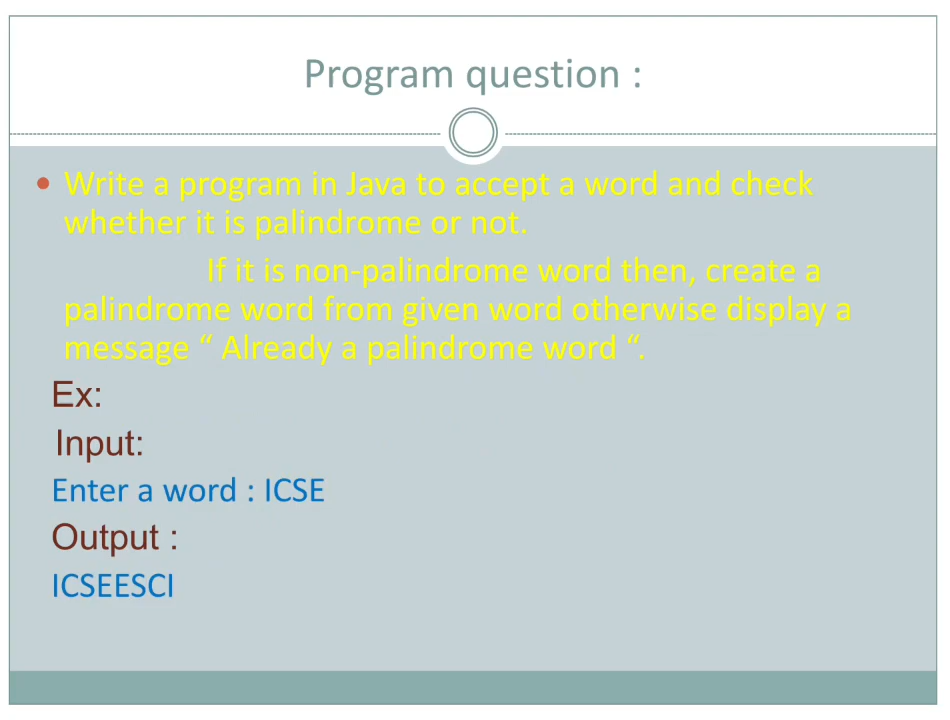 Program question :
• Write a program in Java to accept a word and check
whether it is palindrome or not.
If it is non-palindrome word then, create a
palindrome word from given word otherwise display a
message “ Already a palindrome word “.
Ex:
Input:
Enter a word : ICSE
Output :
ICSEESCI